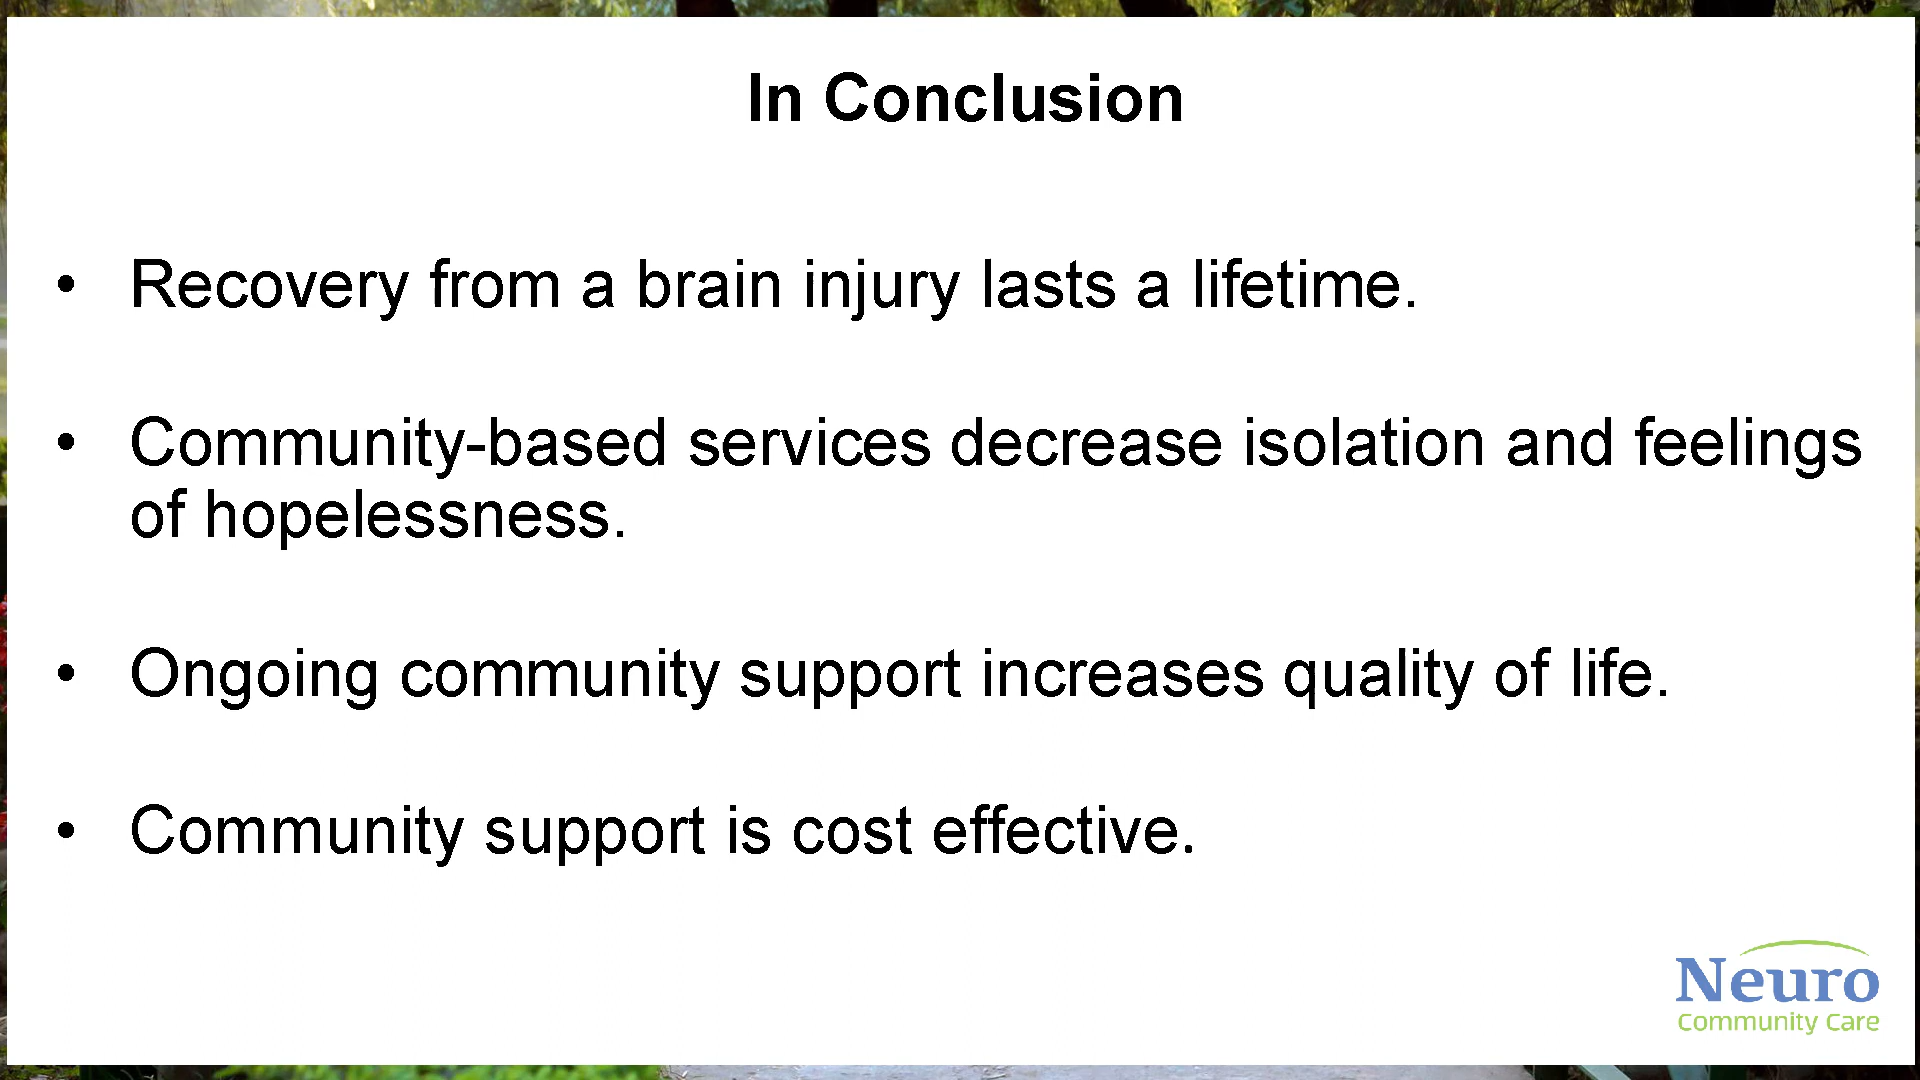 In Conclusion
• Recovery from a brain injury lasts a lifetime.
• Community-based services decrease isolation and feelings
of hopelessness.
• Ongoing community support increases quality of life.
• Community support is cost effective.
Neuro
Community Care